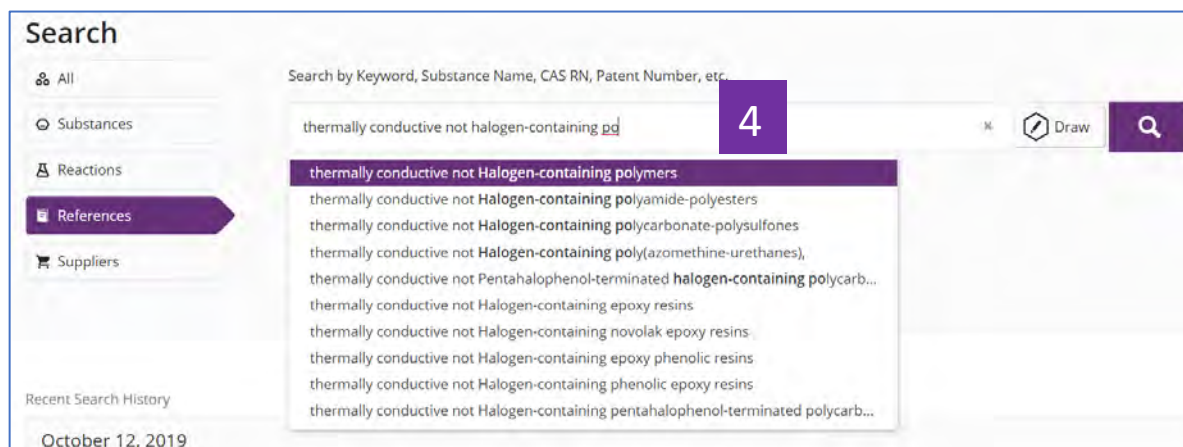 Search
All
Substances
Reactions
References
Suppliers
Search by Keyword, Substance Name, CAS RN, Patent Number, etc.
thermally conductive not halogen-containing po
4
Draw
thermally conductive not Halogen-containing polymers
thermally conductive not Halogen-containing polyamide-polyesters
thermally conductive not Halogen-containing polycarbonate-polysulfones
thermally conductive not Halogen-containing poly(azomethine-urethanes),
thermally conductive not Pentahalophenol-terminated halogen-containing polycarb...
thermally conductive not Halogen-containing epoxy resins
thermally conductive not Halogen-containing novolak epoxy resins
thermally conductive not Halogen-containing epoxy phenolic resins
thermally conductive not Halogen-containing phenolic epoxy resins
thermally conductive not Halogen-containing pentahalophenol-terminated polycarb...
Recent Search History
October 12, 2019